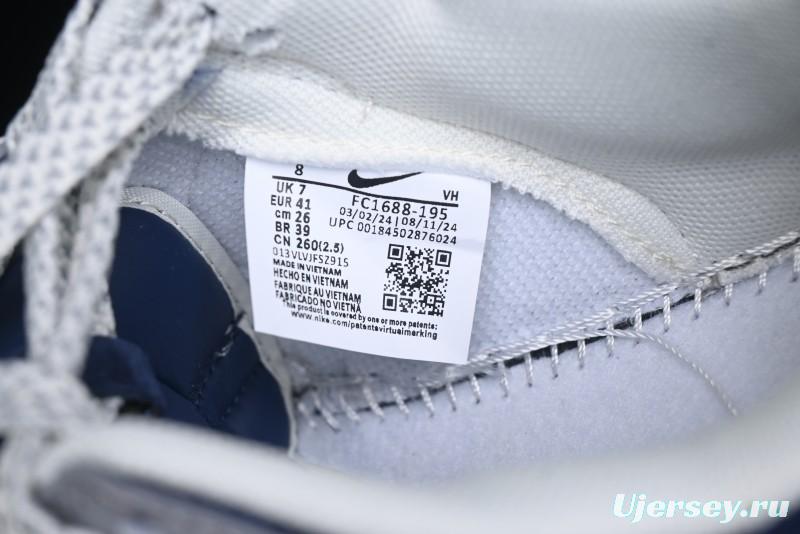 8
UK 7
EUR 41
cm 26
BR 39
CN 260(2.5)
013VLVJFSZ915
MADE IN VIETNAM
HECHO EN VIETNAM
FABRIQUE AU VIETNAM
FABRICADO NO VIETNÃ
VH
FC1688-195
03/02/24 | 08/11/24
UPC 00184502876024
"This product is covered by one or more patents:
www.nike.com/patentsvirtualmarking
Ujersey.ru